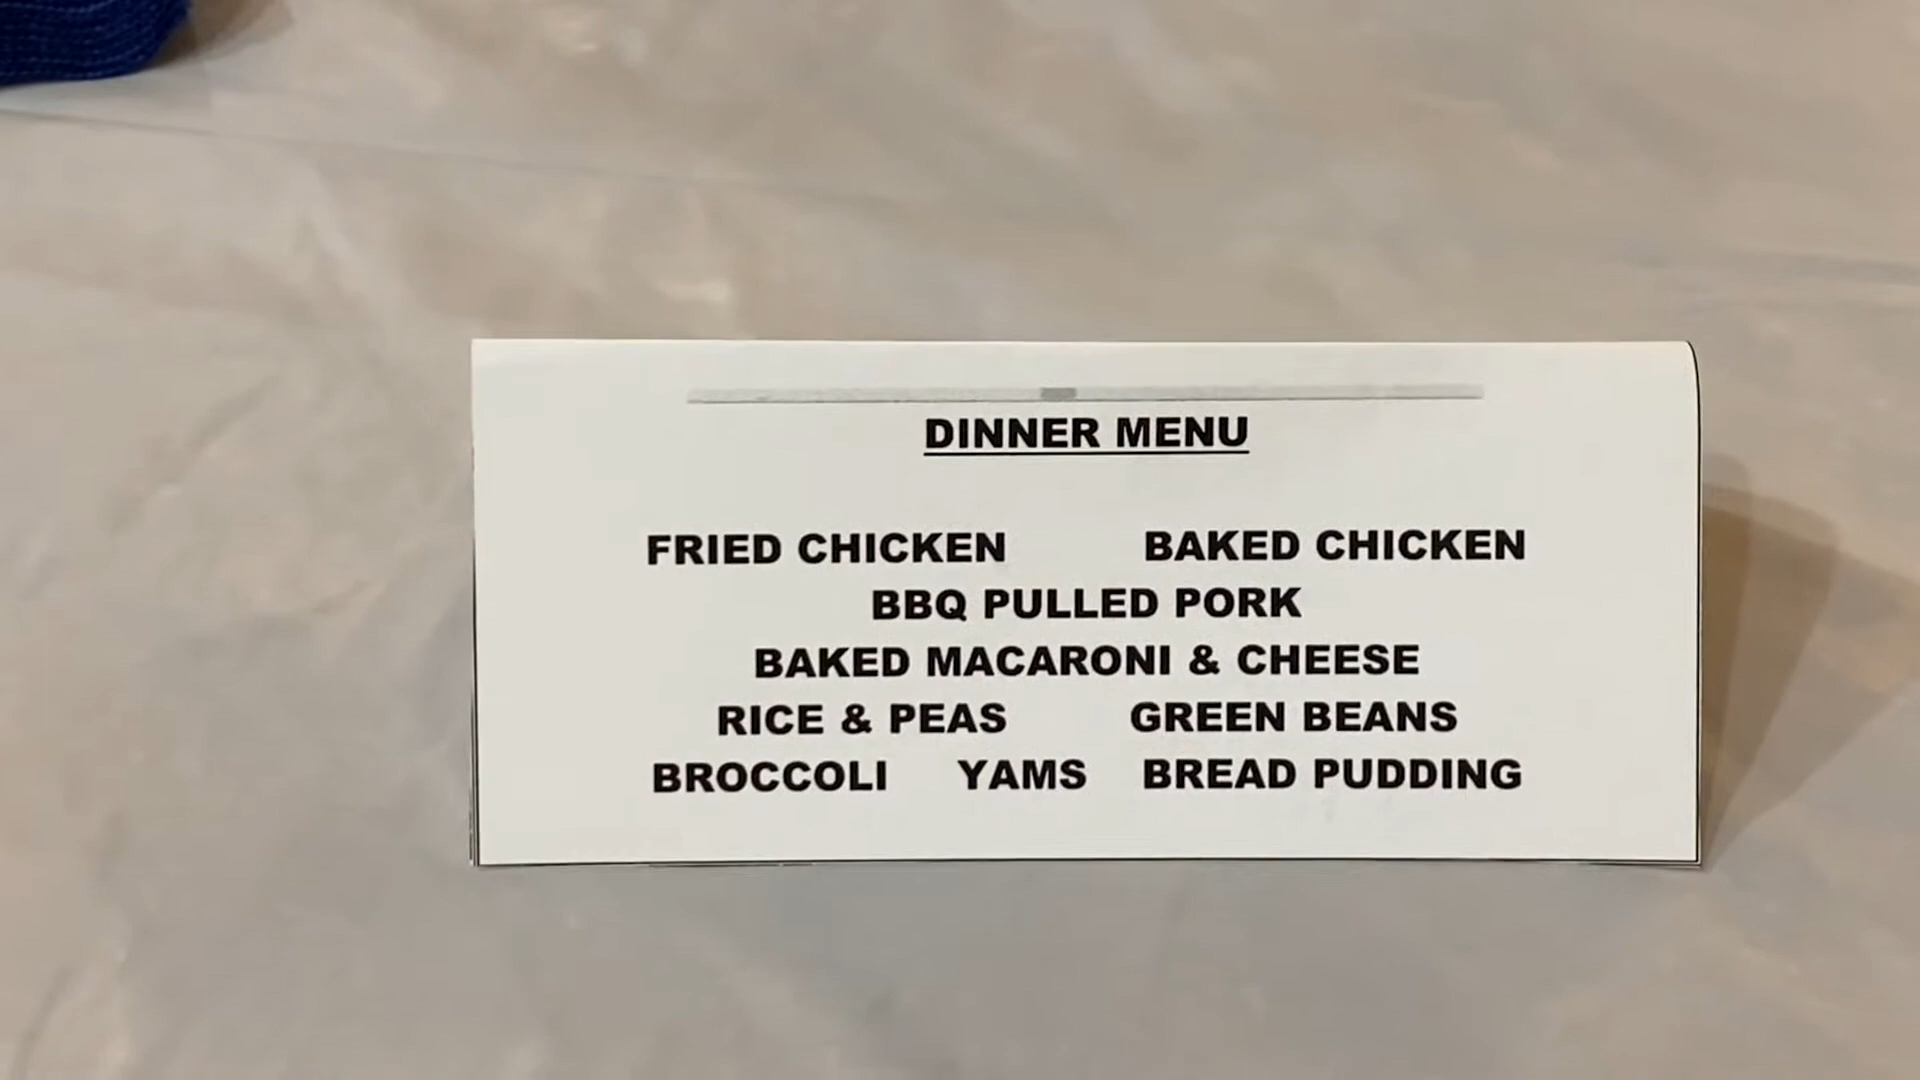 DINNER MENU
FRIED CHICKEN BAKED CHICKEN
BBQ PULLED PORK
BAKED MACARONI & CHEESE
RICE & PEAS GREEN BEANS
BROCCOLI YAMS BREAD PUDDING